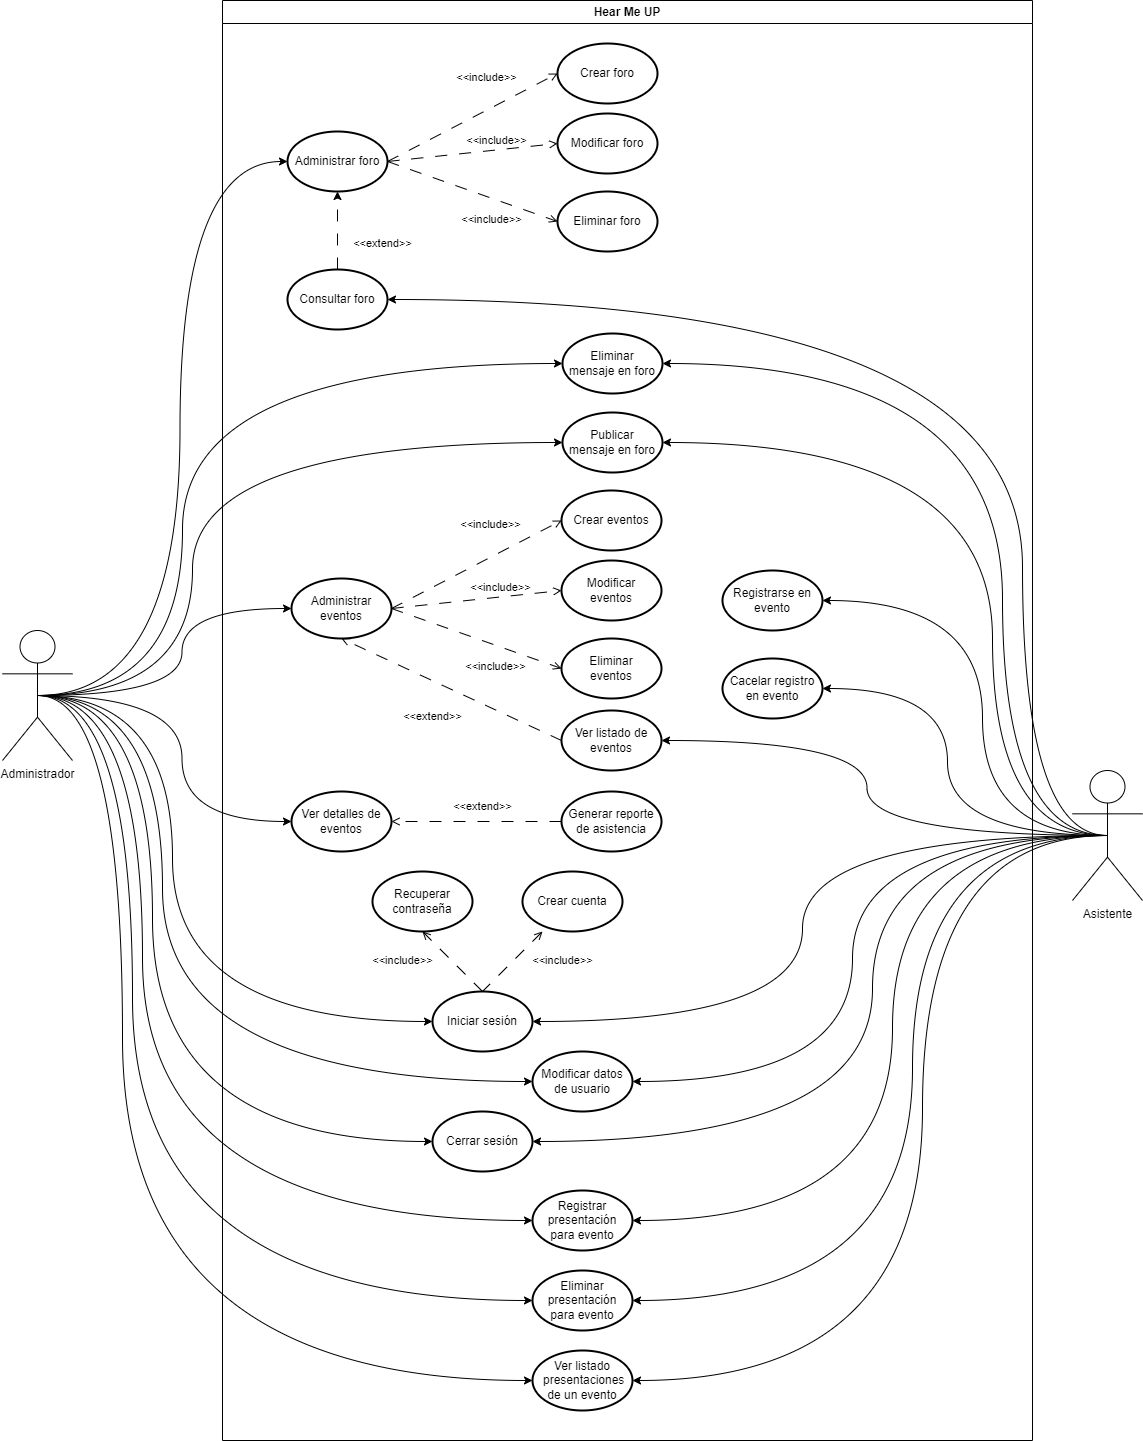 Hear Me UP
Crear foro
<<include>>
Modificar foro
<<include>>
Administrar foro
Eliminar foro
<<include>>
<<extend>>
Consultar foro
Eliminar
mensaje en foro
Publicar
mensaje en foro
Crear eventos
<<include>>
Modificar
eventos
<<include>>
Administrar
eventos
Registrarse en
evento
Eliminar
eventos
<<include>>
Cacelar registro
en evento
<<extend>>
Ver listado de
eventos
Administrador
Ver detalles de
eventos
<<extend>>
Generar reporte
de asistencia
Recuperar
contraseña
Crear cuenta
Asistente
<<include>>
<<include>>
Iniciar sesión
Modificar datos
de usuario
Cerrar sesión
Registrar
presentación
para evento
Eliminar
presentación
para evento
Ver listado
presentaciones
de un evento